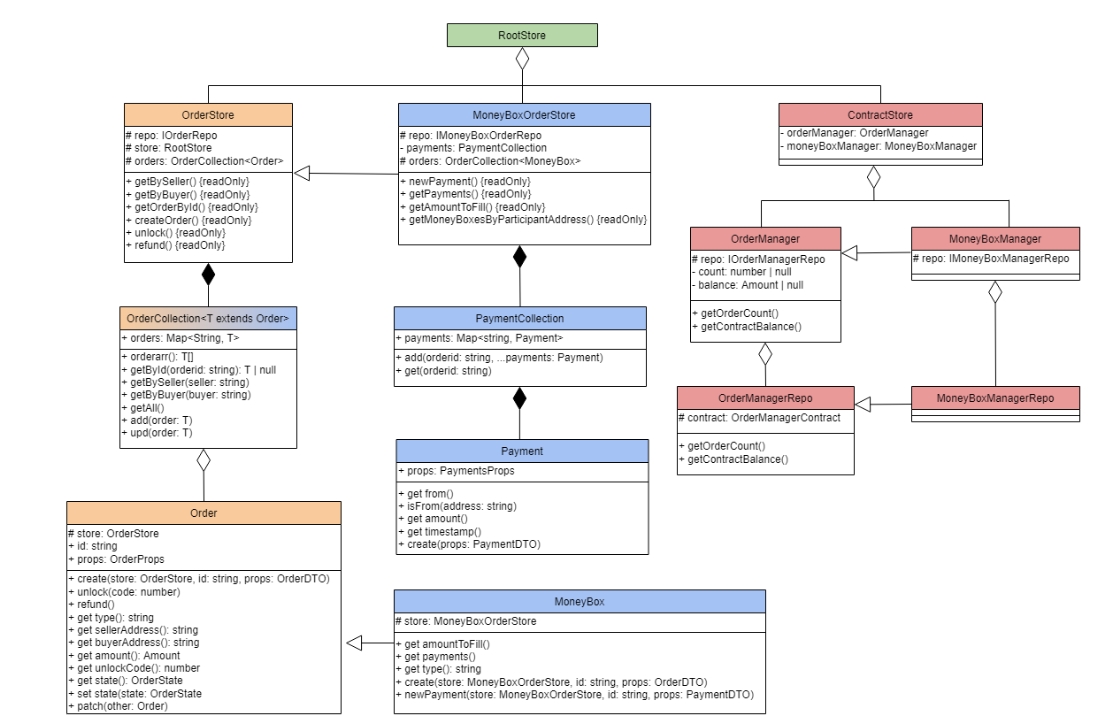 RootStore
OrderStore
# repo: IOrderRepo
# store: RootStore
# orders: OrderCollection<Order>
+ getBySeller() {readOnly}
+ getByBuyer() {readOnly}
+ getOrderById() {readOnly}
+ createOrder() {readOnly}
+ unlock() {readOnly}
+ refund() {readOnly}
MoneyBoxOrderStore
# repo: IMoneyBoxOrderRepo
- payments: PaymentCollection
# orders: OrderCollection<MoneyBox>
+ newPayment() {readOnly}
+ getPayments() {readOnly}
+ getAmountToFill() {readOnly}
+ getMoneyBoxesByParticipantAddress() {readOnly}
ContractStore
- orderManager: OrderManager
- moneyBoxManager: MoneyBoxManager
OrderManager
# repo: IOrderManagerRepo
- count: number | null
- balance: Amount | null
+ getOrderCount()
+ getContractBalance()
MoneyBoxManager
# repo: IMoneyBoxManagerRepo
OrderCollection<T extends Order>
+ orders: Map<String, T>
+ orderarr(): T[]
+ getById(orderid: string): T | null
+ getBySeller(seller: string)
+ getByBuyer(buyer: string)
+ getAll()
+ add(order: T)
+ upd(order: T)
PaymentCollection
+ payments: Map<string, Payment>
+ add(orderid: string, ...payments: Payment)
+ get(orderid: string)
OrderManagerRepo
# contract: OrderManagerContract
+ getOrderCount()
+ getContractBalance()
MoneyBoxManagerRepo
Payment
+ props: PaymentsProps
+ get from()
+ isFrom(address: string)
+ get amount()
+ get timestamp()
+ create(props: PaymentDTO)
Order
# store: OrderStore
+ id: string
+ props: OrderProps
+ create(store: OrderStore, id: string, props: OrderDTO)
+ unlock(code: number)
+ refund()
+ get type(): string
+ get sellerAddress(): string
+ get buyerAddress(): string
+ get amount(): Amount
+ get unlockCode(): number
+ get state(): OrderState
+ set state(state: OrderState
+ patch(other: Order)
MoneyBox
# store: MoneyBoxOrderStore
+ get amountToFill()
+ get payments()
+ get type(): string
+ create(store: MoneyBoxOrderStore, id: string, props: OrderDTO)
+ newPayment(store: MoneyBoxOrderStore, id: string, props: PaymentDTO)